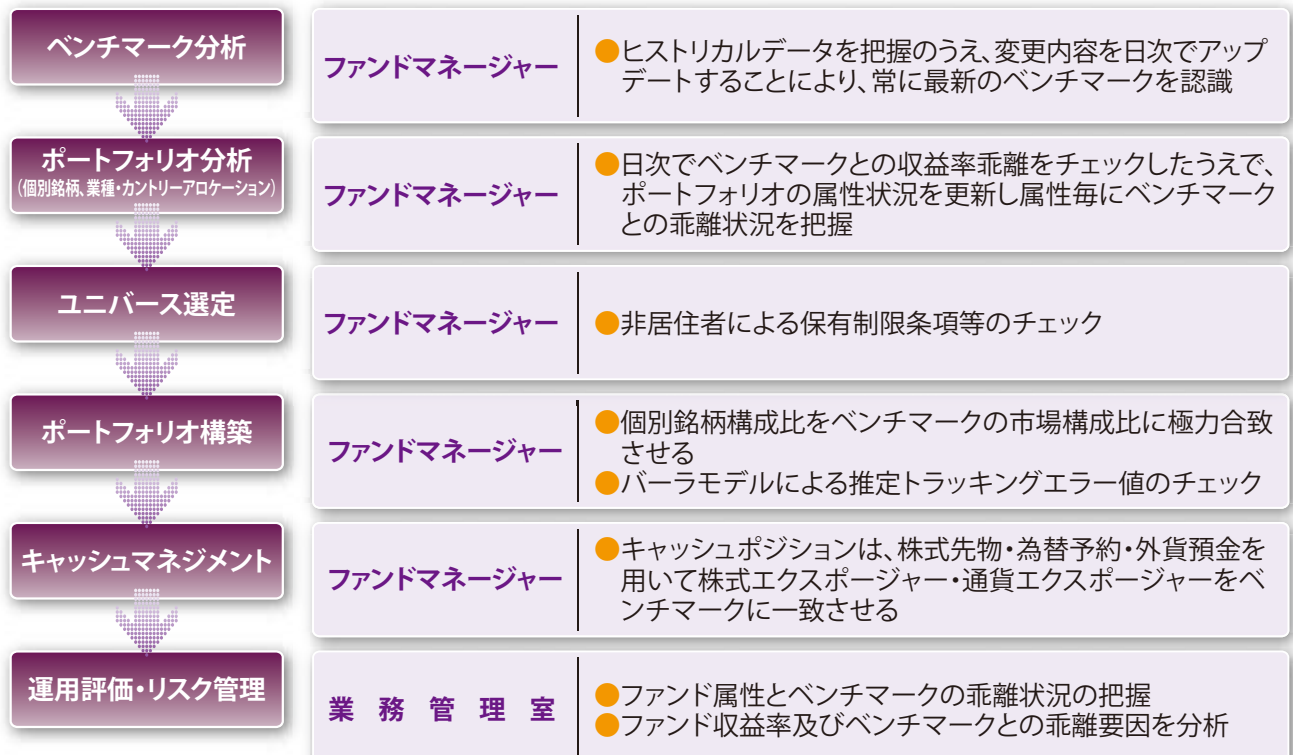 ベンチマーク分析
ファンドマネージャー
●ヒストリカルデータを把握のうえ、変更内容を日次でアップ
デートすることにより、常に最新のベンチマークを認識
ポートフォリオ分析
(個別銘柄、業種・カントリーアロケーション)
ファンドマネージャー
●日次でベンチマークとの収益率乖離をチェックしたうえで、
ポートフォリオの属性状況を更新し属性毎にベンチマーク
との乖離状況を把握
ユニバース選定
ファンドマネージャー
●非居住者による保有制限条項等のチェック
ポートフォリオ構築
ファンドマネージャー
●個別銘柄構成比をベンチマークの市場構成比に極力合致
させる
●バーラモデルによる推定トラッキングエラー値のチェック
キャッシュマネジメント
ファンドマネージャー
●キャッシュポジションは、株式先物・為替予約・外貨預金を
用いて株式エクスポージャー・通貨エクスポージャーをベ
ンチマークに一致させる
運用評価・リスク管理
業務管理室
●ファンド属性とベンチマークの乖離状況の把握
●ファンド収益率及びベンチマークとの乖離要因を分析